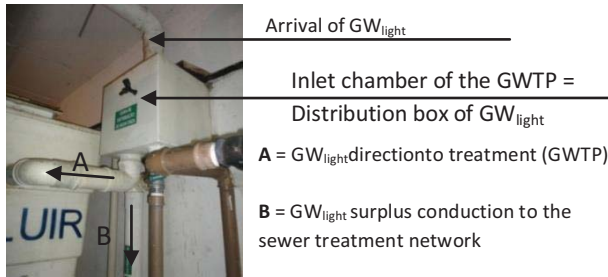 Arrival of GWlight
Inlet chamber of the GWTP =
Distribution box of GWlight
A
A = GWlightdirectionto treatment (GWTP)
LUIR
B
B = GWlight surplus conduction to the
sewer treatment network